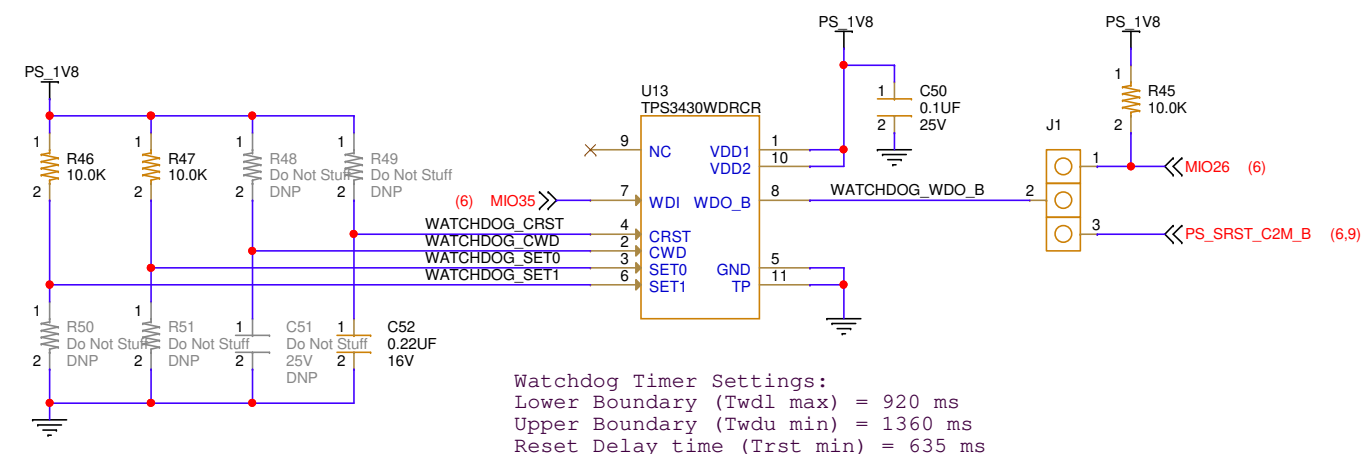 PS_1V8
PS_1V8
PS_1V8
1
R46
10.0K
2
1
R47
10.0K
2
1
R48
Do Not Stuff
DNP
2
1
R49
Do Not Stuff
DNP
2
U13
TPS3430WDRCR
9 NC
VDD1 1
VDD2 10
(6) MIO35 7 WDI
WDO_B 8 WATCHDOG_WDO_B 2
WATCHDOG_CRST 4 CRST
WATCHDOG_CWD 2 CWD
WATCHDOG_SET0 3 SET0
WATCHDOG_SET1 6 SET1
GND 5
TP 11
1 C50
0.1UF
2 25V
1
R45
10.0K
2
J1
1 MIO26 (6)
3 PS_SRST_C2M_B (6,9)
1
R50
Do Not Stuff
2 DNP
1
R51
Do Not Stuff
2 DNP
1 C51
Do Not Stuff
2 25V
DNP
1 C52
0.22UF
2 16V
Watchdog Timer Settings:
Lower Boundary (Twdl max) = 920 ms
Upper Boundary (Twdu min) = 1360 ms
Reset Delay time (Trst min) = 635 ms